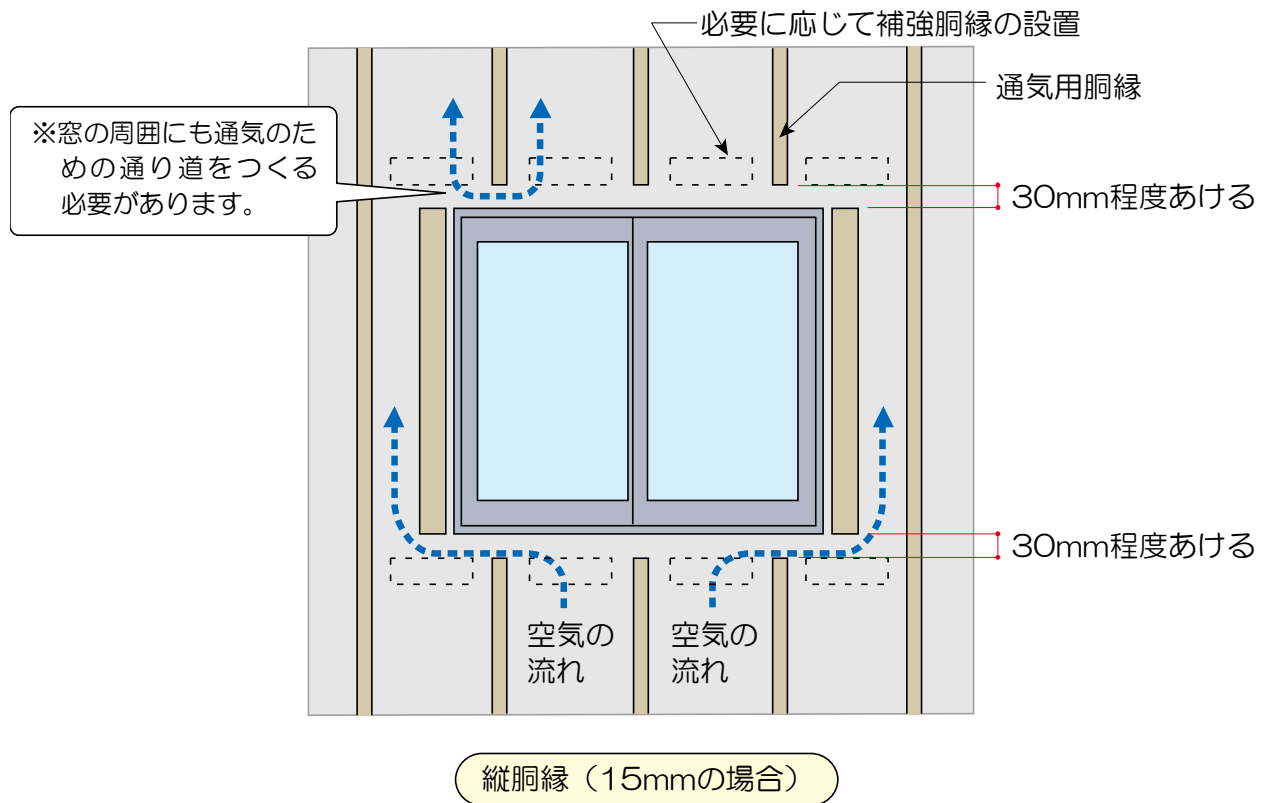 必要に応じて補強胴縁の設置
通気用胴縁
※窓の周囲にも通気のた
めの通り道をつくる
必要があります。
30mm程度あける
30mm程度あける
空気の
流れ
空気の
流れ
縦胴縁（15mmの場合）